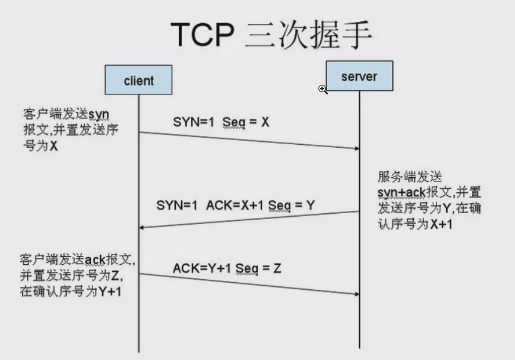 TCP 三次握手
client
server
客户端发送syn
报文,并置发送序
号为X
SYN=1 Seq = X
服务端发送
syn+ack报文,并置
发送序号为Y,在确
认序号为X+1
SYN=1 ACK=X+1 Seq = Y
客户端发送ack报文,
并置发送序号为Z,
在确认序号为Y+1
ACK=Y+1 Seq = Z